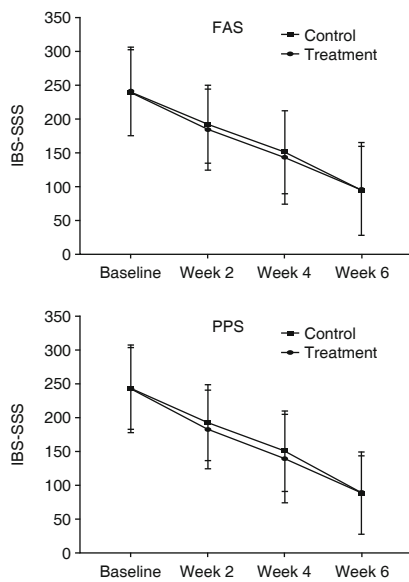 FAS
Control
Treatment
350
300
250
200
150
100
50
0
IBS-SSS
Baseline Week 2 Week 4 Week 6
PPS
Control
Treatment
350
300
250
200
150
100
50
0
IBS-SSS
Baseline Week 2 Week 4 Week 6